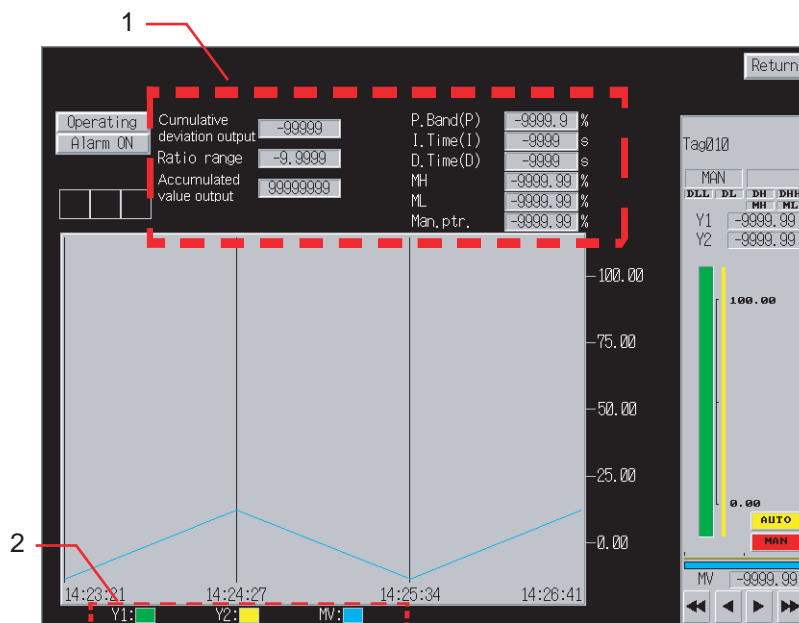 1
Return
Operating
Alarm ON
Cumulative
deviation output -99999
Ratio range -9.9999
Accumulated
value output 99999999
P.Band(P) -9999.9 %
I.Time(I) -9999 s
D.Time(D) -9999 s
MH -9999.99 %
ML -9999.99 %
Man.ptr. -9999.99 %
Tag010
MAN
DLL DL DH DHH
MH ML
Y1 -9999.99
Y2 -9999.99
100.00
0.00
AUTO
MAN
MV -9999.99
100.00
75.00
50.00
25.00
0.00
14:23:21 14:24:27 14:25:34 14:26:41
2
Y1: Y2: MV: